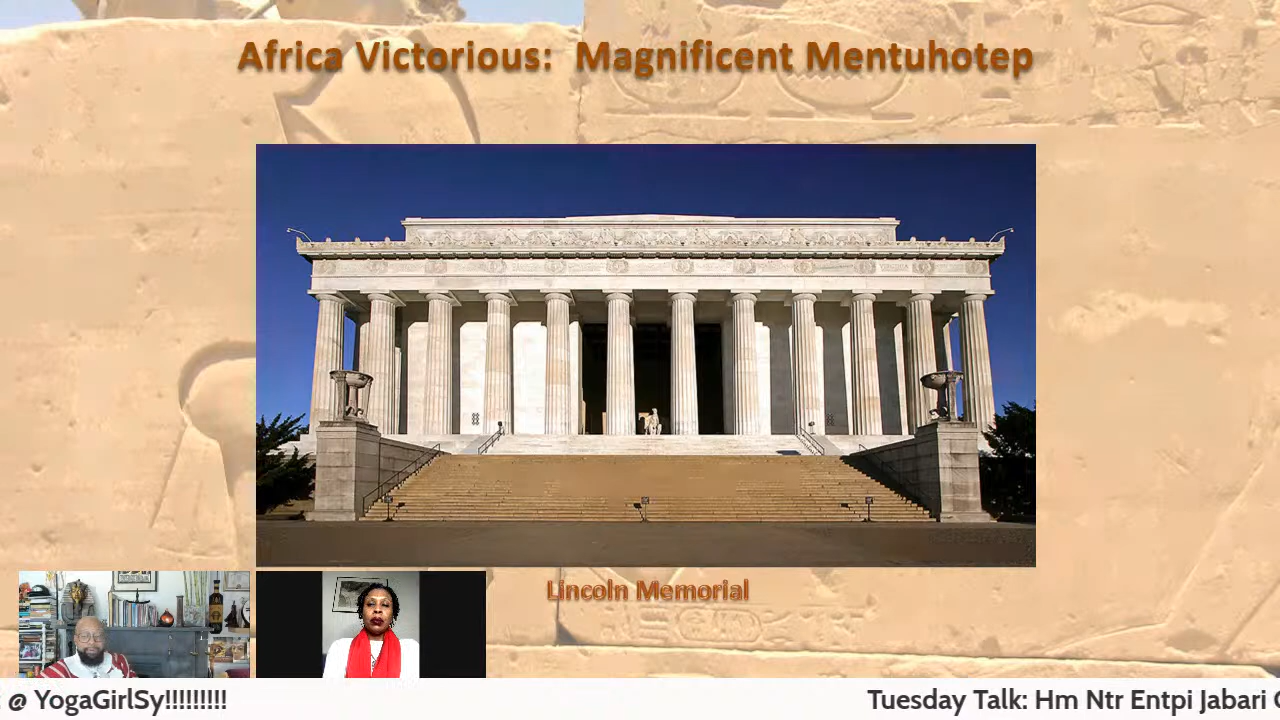 Africa Victorious:  Magnificent Mentuhotep
Lincoln Memorial
@ YogaGirlSy!!!!!!!!!
Tuesday Talk: Hm Ntr Entpi Jabari